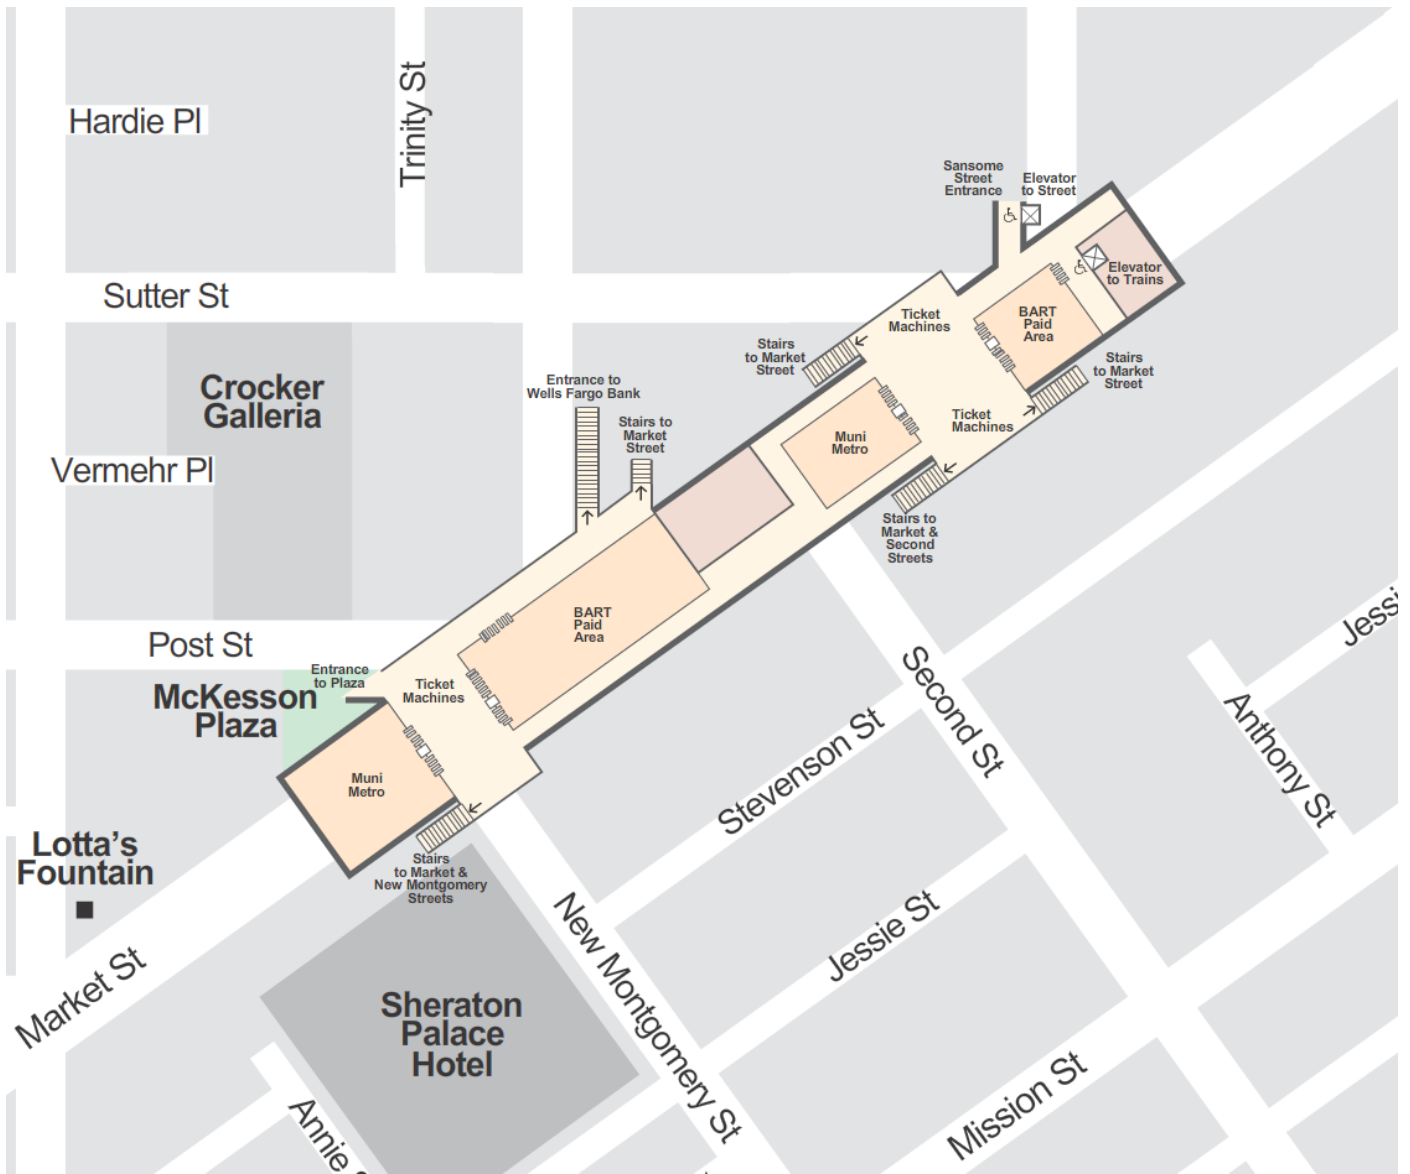 Hardie Pl
Trinity St
Sansome
Street
Entrance
Elevator
to Street
Elevator
to Trains
Sutter St
Ticket
Machines
BART
Paid
Area
Stairs
to Market
Street
Stairs
to Market
Street
Crocker
Galleria
Entrance to
Wells Fargo Bank
Stairs to
Market
Street
Ticket
Machines
Muni
Metro
Vermehr Pl
Stairs to
Market &
Second
Streets
BART
Paid
Area
Jessi
Post St
Entrance
to Plaza
McKesson
Plaza
Ticket
Machines
Second St
Anthony St
Stevenson St
Muni
Metro
Lotta's
Fountain
Stairs
to Market &
New Montgomery
Streets
Jessie St
New Montgomery St
Market St
Sheraton
Palace
Hotel
Mission St
Annie S